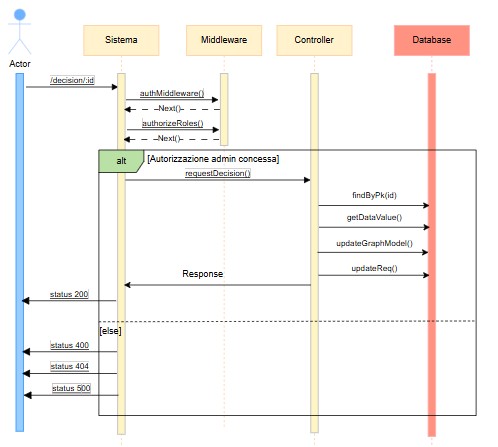 Sistema
Middleware
Controller
Database
Actor
/decision/:id
authMiddleware()
Next()
authorizeRoles()
Next()
alt
[Autorizzazione admin concessa]
requestDecision()
findByPk(id)
getDataValue()
updateGraphModel()
updateReq()
Response
status 200
[else]
status 400
status 404
status 500